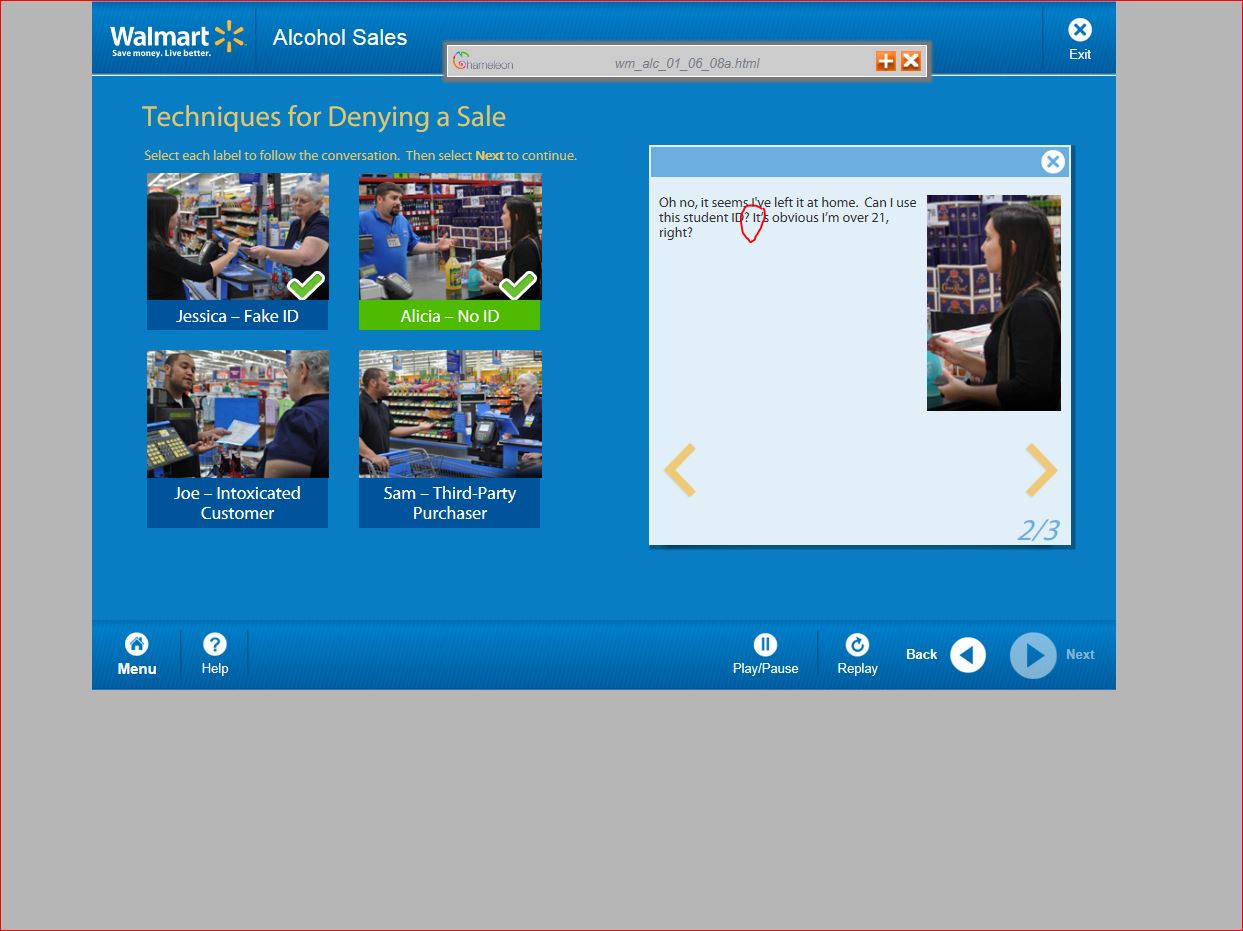 Walmart
Save money. Live better.
Alcohol Sales
Exit
Chameleon
wm_alc_01_06_08a.html
Techniques for Denying a Sale
Select each label to follow the conversation.  Then select Next to continue.
Jessica – Fake ID
Alicia – No ID
Joe – Intoxicated
Customer
Sam – Third-Party
Purchaser
Oh no, it seems I've left it at home.  Can I use
this student ID? It's obvious I'm over 21,
right?
2/3
Menu
Help
Play/Pause
Replay
Back
Next